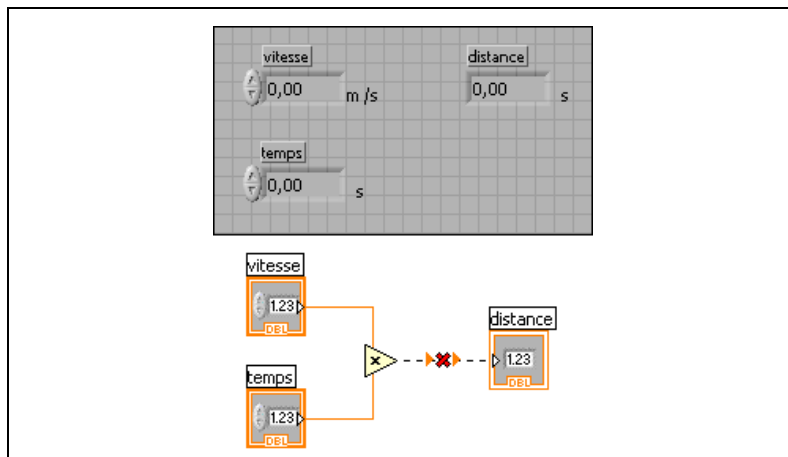 vitesse distance
0,00 m /s 0,00 s
temps
0,00 s
vitesse
1.23
DBL
distance
x
1.23
DBL
temps
1.23
DBL